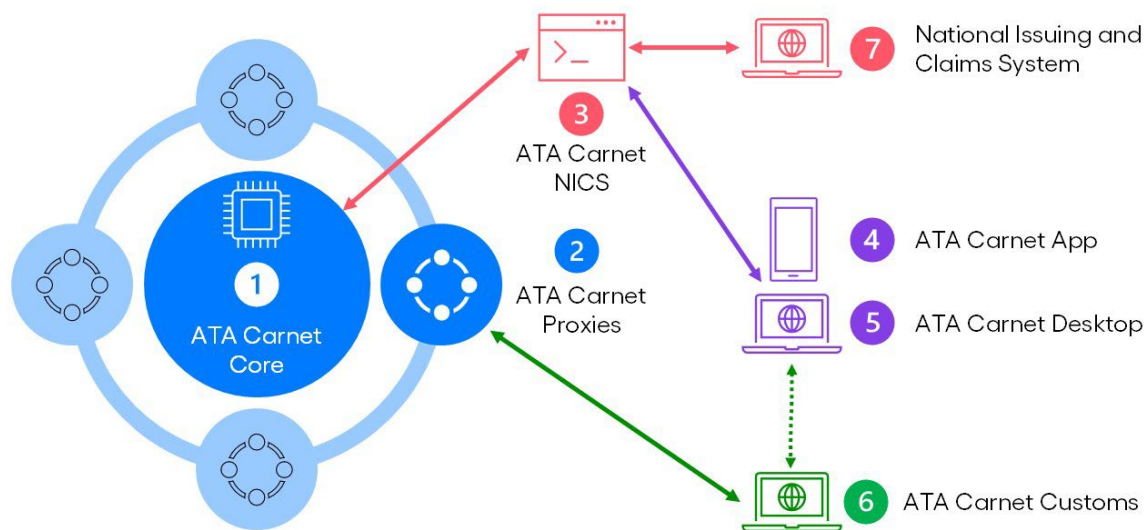 1
ATA Carnet
Core
2
ATA Carnet
Proxies
3
ATA Carnet
NICS
7
National Issuing and
Claims System
4
ATA Carnet App
5
ATA Carnet Desktop
6
ATA Carnet Customs